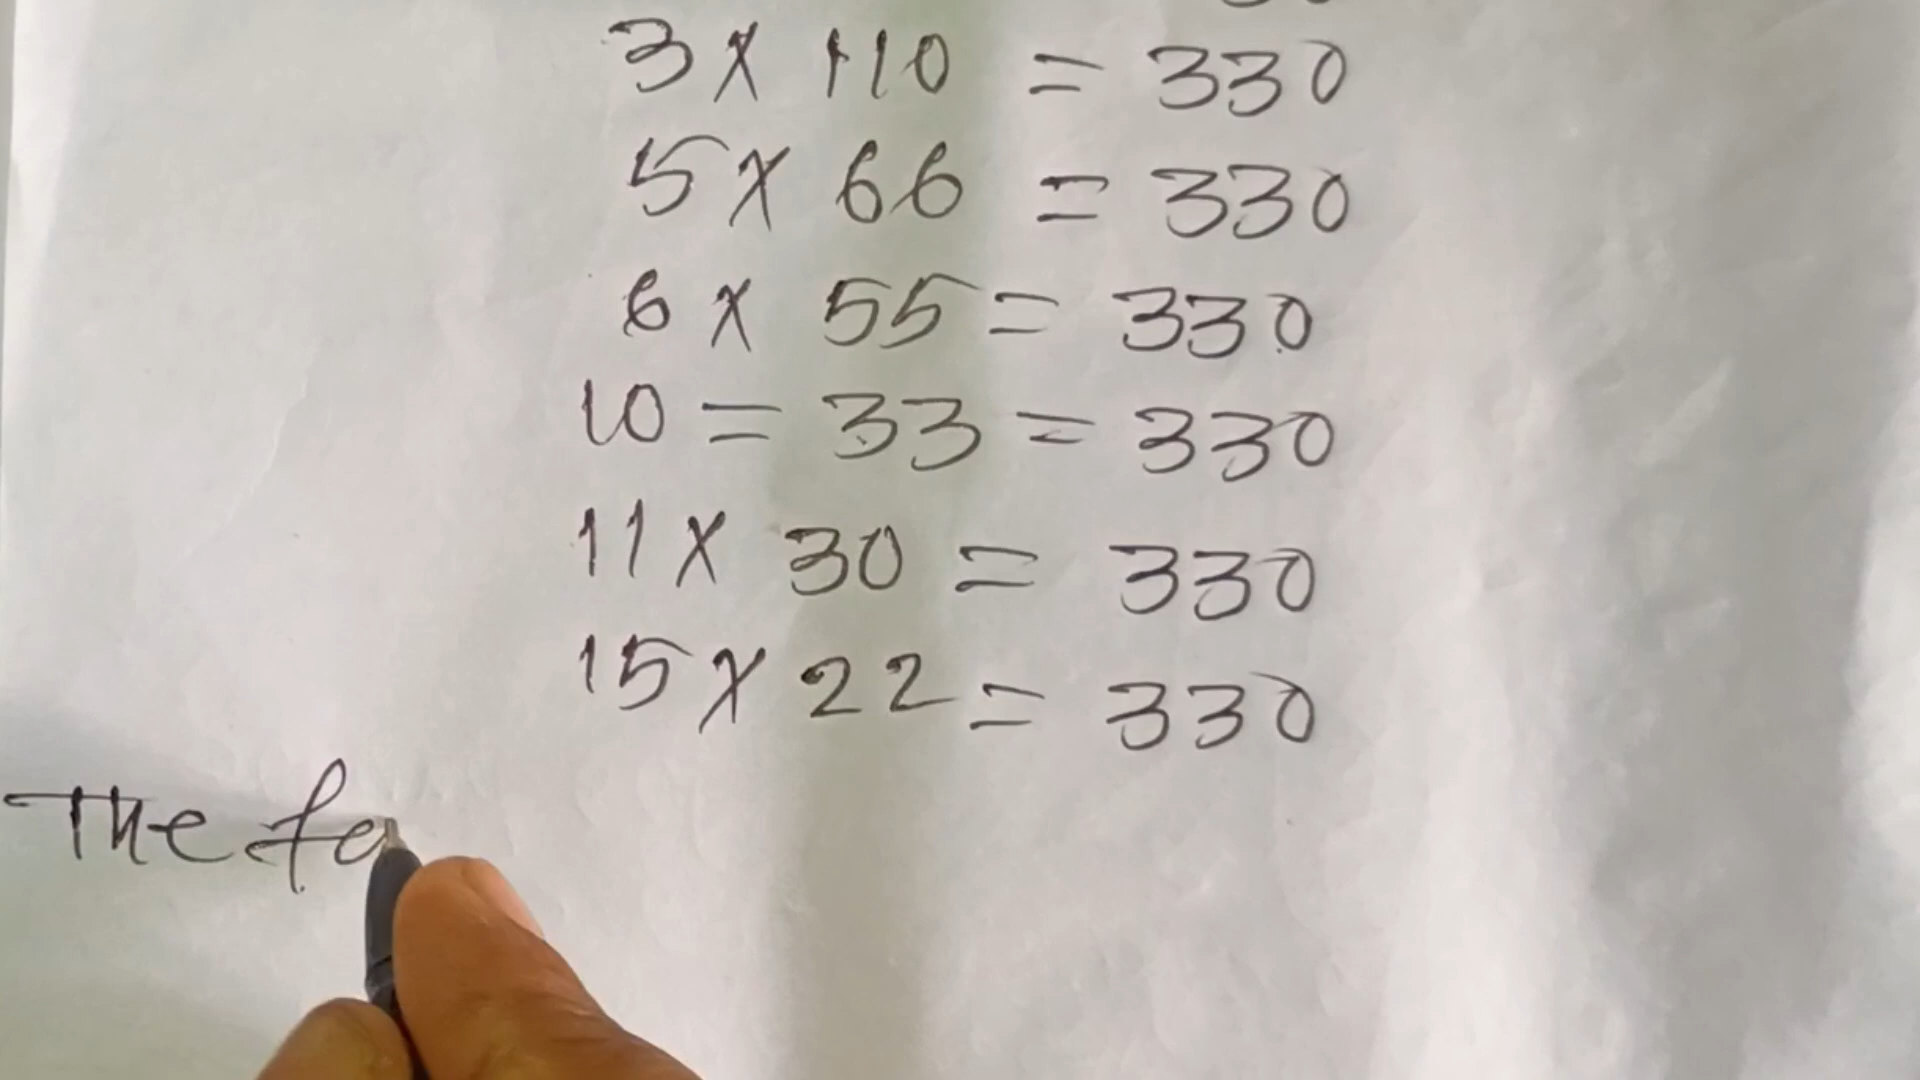 3 x 110 = 330
5 x 66 = 330
6 x 55 = 330
10 = 33 = 330
11 x 30 = 330
15 x 22 = 330
The fa